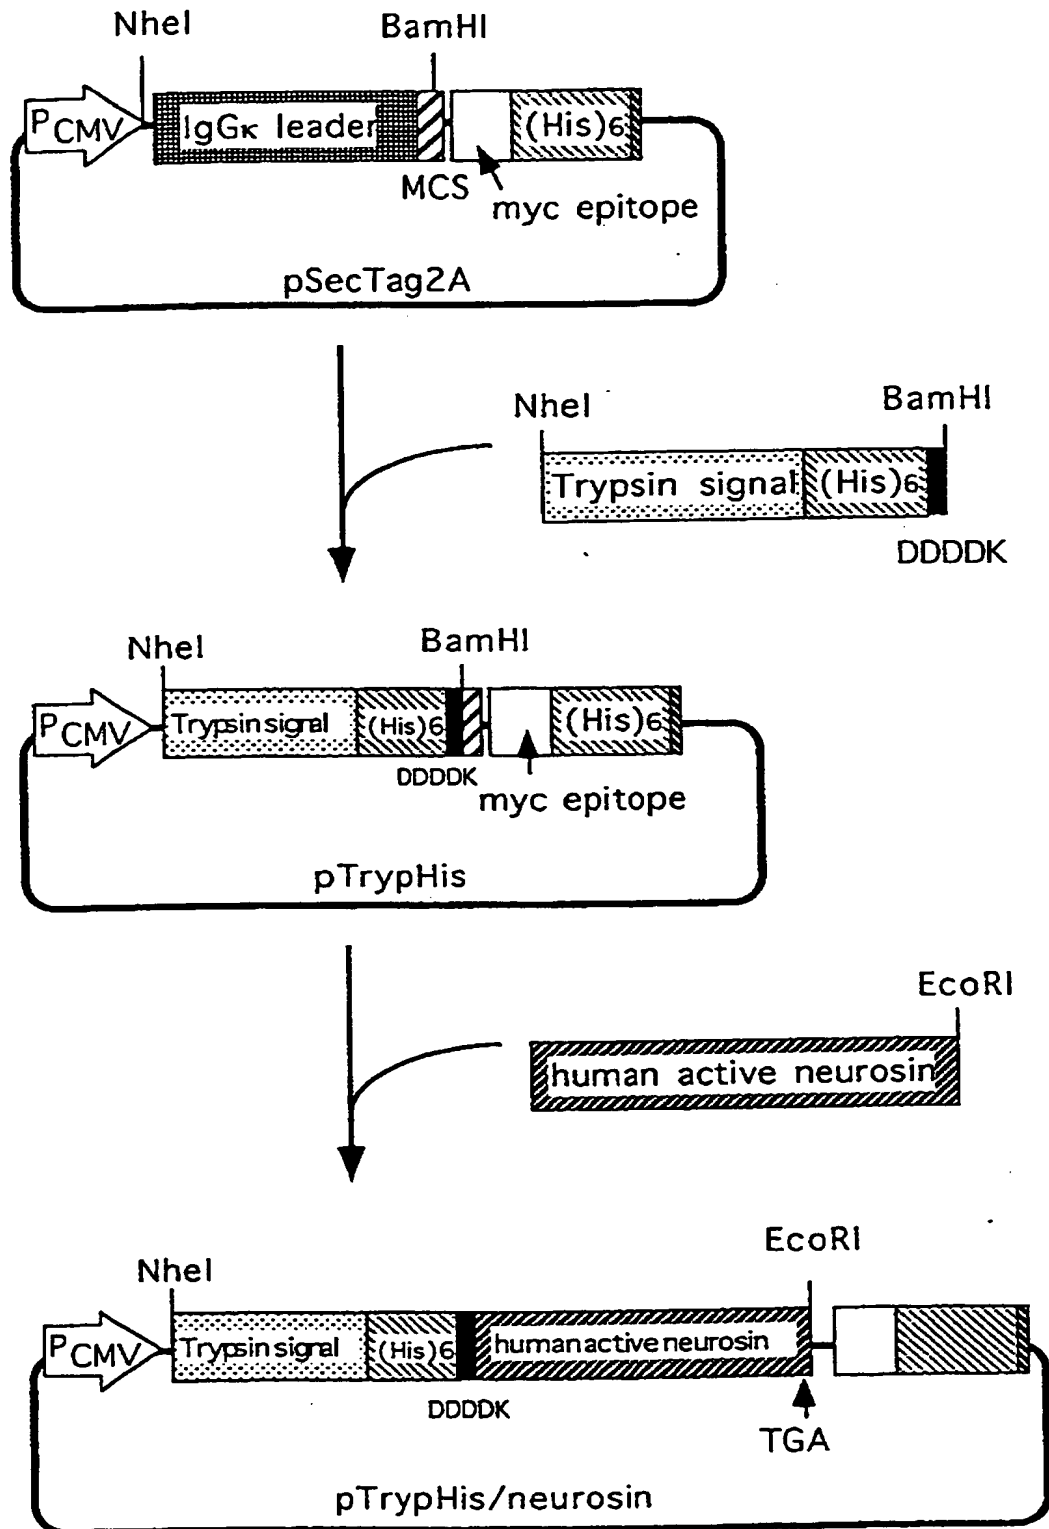 NheI
BamHI
PCMV
IgGκ leader
(His)6
MCS
myc epitope
pSecTag2A
NheI
BamHI
Trypsin signal
(His)6
DDDDK
NheI
BamHI
PCMV
Trypsin signal
(His)6
(His)6
DDDDK
myc epitope
pTrypHis
EcoRI
human active neurosin
EcoRI
NheI
PCMV
Trypsin signal
(His)6
human active neurosin
DDDDK
TGA
pTrypHis/neurosin